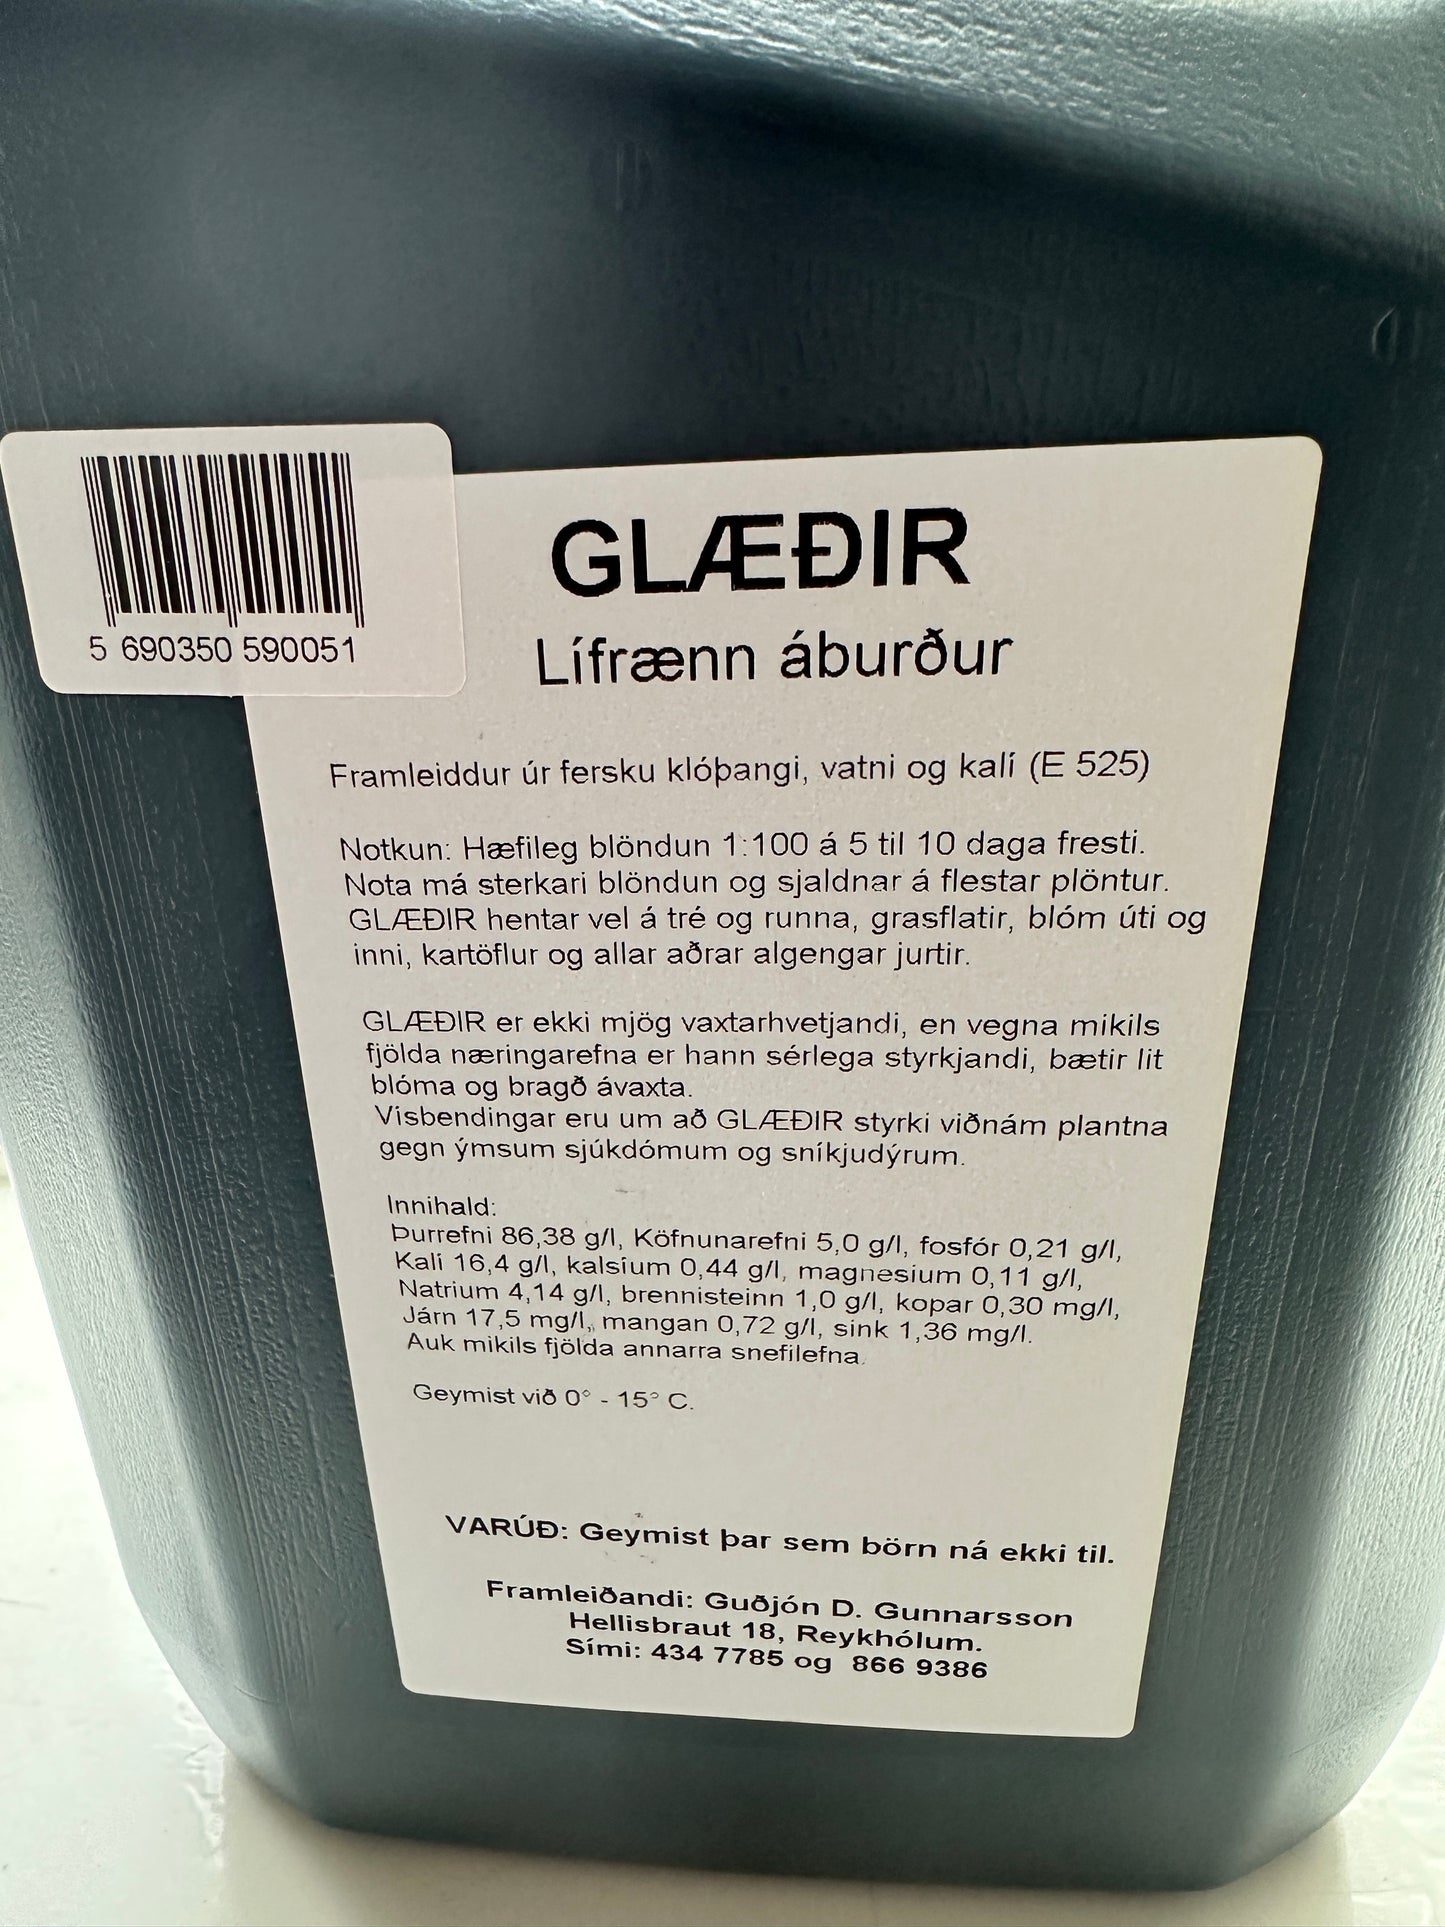 5 690350 590051
GLÆÐIR
Lífrænn áburður
Framleiddur úr fersku klóþangi, vatni og kalí (E 525)
Notkun: Hæfileg blöndun 1:100 á 5 til 10 daga fresti.
Nota má sterkari blöndun og sjaldnar á flestar plöntur.
GLÆÐIR hentar vel á tré og runna, grasflatir, blóm úti og
inni, kartöflur og allar aðrar algengar jurtir.
GLÆÐIR er ekki mjög vaxtarhvetjandi, en vegna mikils
fjölda næringarefna er hann sérlega styrkjandi, bætir lit
blóma og bragð ávaxta.
Visbendingar eru um að GLÆÐIR styrki viðnám plantna
gegn ýmsum sjúkdómum og sníkjudýrum.
Innihald:
Þurrefni 86,38 g/l, Köfnunarefni 5,0 g/l, fosfór 0,21 g/l,
Kalí 16,4 g/l, kalsíum 0,44 g/l, magnesíum 0,11 g/l,
Natrium 4,14 g/l, brennisteinn 1,0 g/l, kopar 0,30 mg/l,
Járn 17,5 mg/l, mangan 0,72 g/l, sink 1,36 mg/l.
Auk mikils fjölda annarra snefilefna.
Geymist við 0° - 15° C.
VARÚÐ: Geymist þar sem börn ná ekki til.
Framleiðandi: Guðjón D. Gunnarsson
Hellisbraut 18, Reykhólum.
Sími: 434 7785 og 866 9386